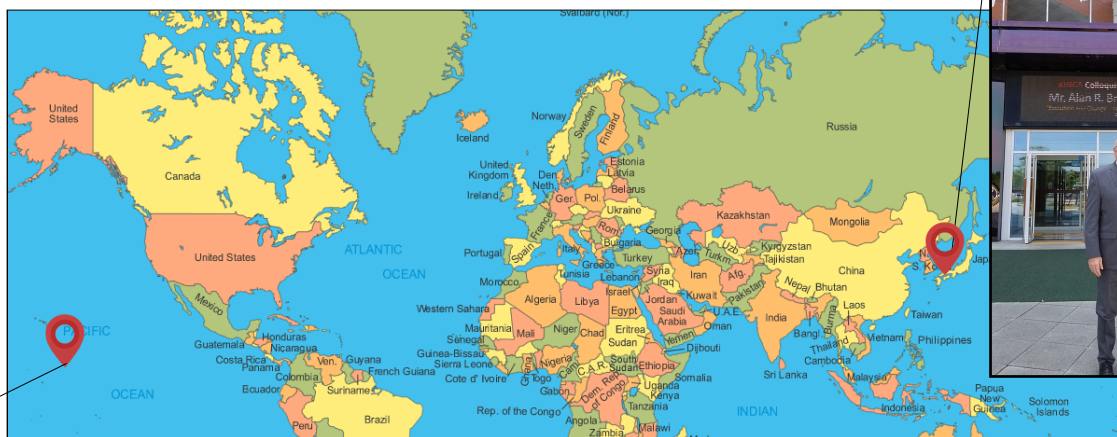 Svalbard (Nor.)
United
States
Canada
United States
Mexico
ATLANTIC
OCEAN
PACIFIC
OCEAN
Guatemala
Honduras
Nicaragua
Costa Rica
Panama
Ven.
Guyana
French Guiana
Colombia
Suriname
Ecuador
Brazil
Peru
Iceland
Norway
Sweden
Finland
Russia
United
Kingdom
Ireland
Den.
Neth.
Estonia
Latvia
Belarus
Ger.
Pol.
Ukraine
France
Rom.
Portugal
Spain
Italy
Bulgaria
Georgia
Greece
Turkey
Azer.
Kazakhstan
Uzb.
Turkm.
Kyrgyzstan
Tajikistan
Mongolia
China
S. Ko
Jap
Morocco
Tunisia
Lebanon
Syria
Iraq
Iran
Afg.
Pakistan
Nepal
Bhutan
Western Sahara
Algeria
Libya
Israel
Egypt
Jordan
Kuwait
Saudi
Arabia
U.A.E.
Oman
India
Bangl.
Burma
Laos
Taiwan
Mauritania
Mali
Niger
Chad
Eritrea
Sudan
Yemen
Djibouti
Thailand
Vietnam
Cambodia
Philippines
Senegal
Guinea-Bissau
Sierra Leone
Cote d' Ivoire
Ghana
Togo
Nigeria
Cam.
C.A.R.
South
Sudan
Ethiopia
Somalia
Sri Lanka
Malaysia
Gabon
Rep. of the Congo
Dem. Rep.
of Congo
Uganda
Kenya
Tanzania
INDIAN
Indonesia
Papua
New
Guinea
Solomon
Islands
Angola
Zambia
Malawi
Colloqui
Mr. Alan R. Br